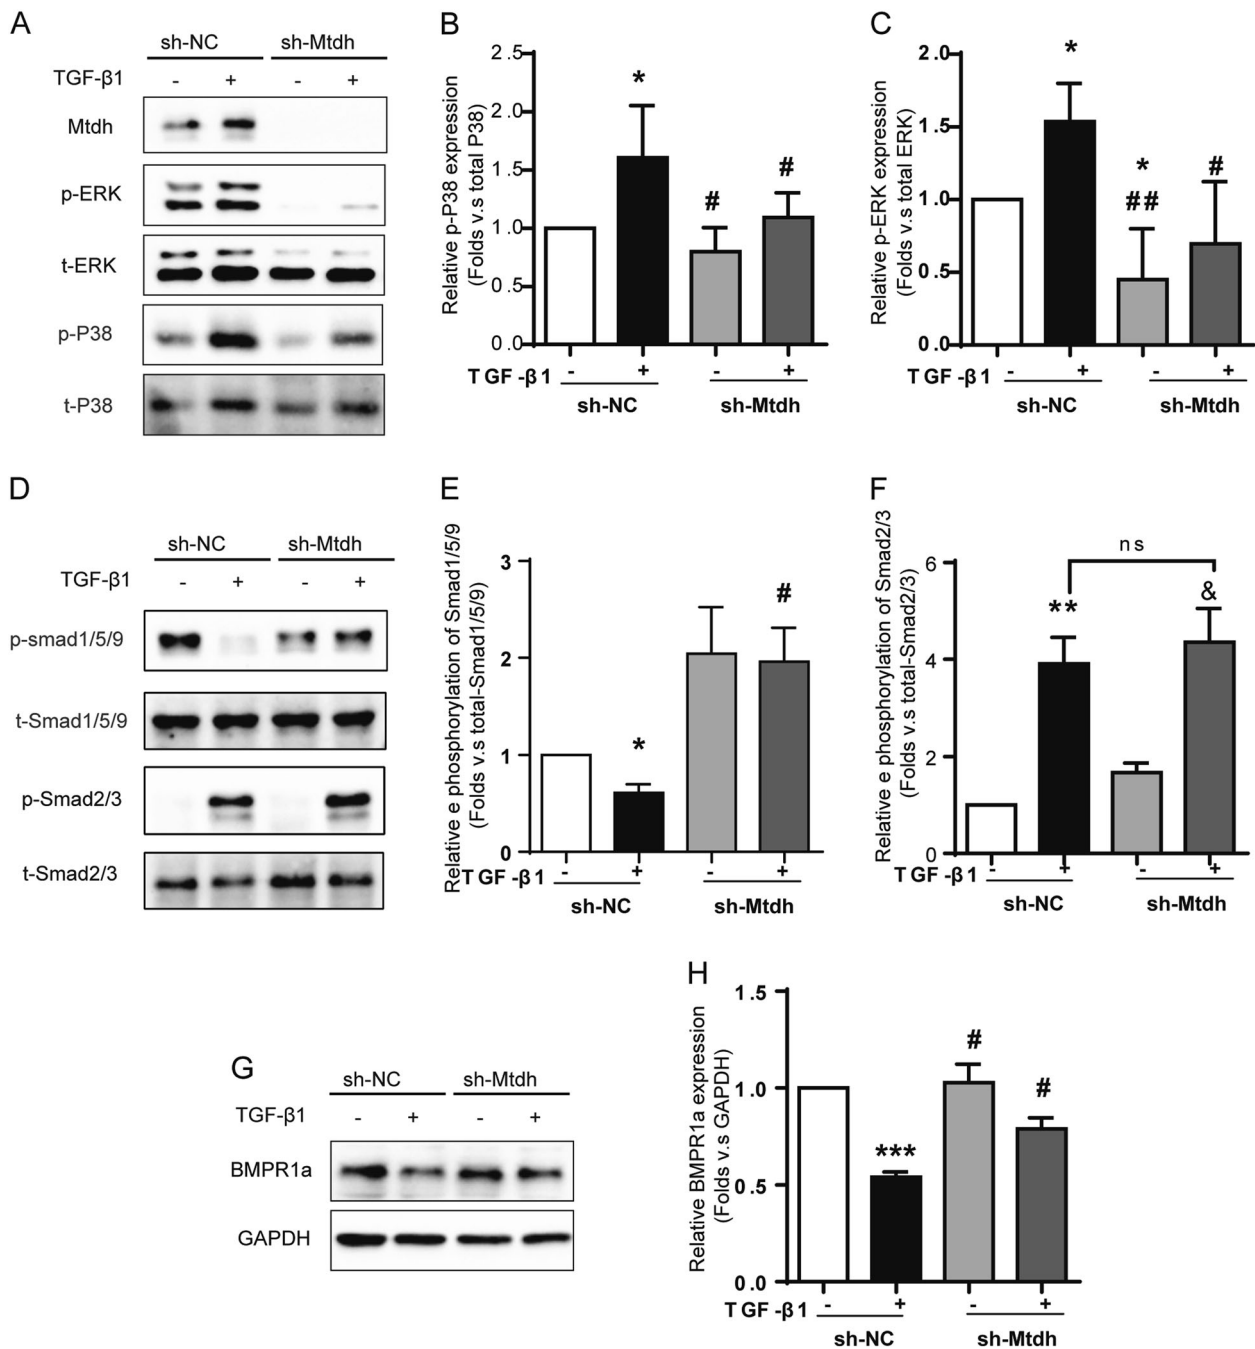 A
sh-NC sh-Mtdh
TGF-β1 - + - +
Mtdh
p-ERK
t-ERK
p-P38
t-P38
B
Relative p-P38 expression
(Folds v.s total P38)
2.5
2.0
1.5
1.0
0.5
0.0
*
#
#
TGF-β1 - + - +
sh-NC sh-Mtdh
C
Relative p-ERK expression
(Folds v.s total ERK)
2.0
1.5
1.0
0.5
0.0
*
*
##
#
TGF-β1 - + - +
sh-NC sh-Mtdh
D
sh-NC sh-Mtdh
TGF-β1 - + - +
p-smad1/5/9
t-Smad1/5/9
p-Smad2/3
t-Smad2/3
E
Relative e phosphorylation of Smad1/5/9
(Folds v.s total-Smad1/5/9)
3
2
1
0
*
#
TGF-β1 - + - +
sh-NC sh-Mtdh
F
Relative e phosphorylation of Smad2/3
(Folds v.s total-Smad2/3)
6
4
2
0
ns
**
&
TGF-β1 - + - +
sh-NC sh-Mtdh
G
sh-NC sh-Mtdh
TGF-β1 - + - +
BMPR1a
GAPDH
H
Relative BMPR1a expression
(Folds v.s GAPDH)
1.5
1.0
0.5
0.0
***
#
#
TGF-β1 - + - +
sh-NC sh-Mtdh